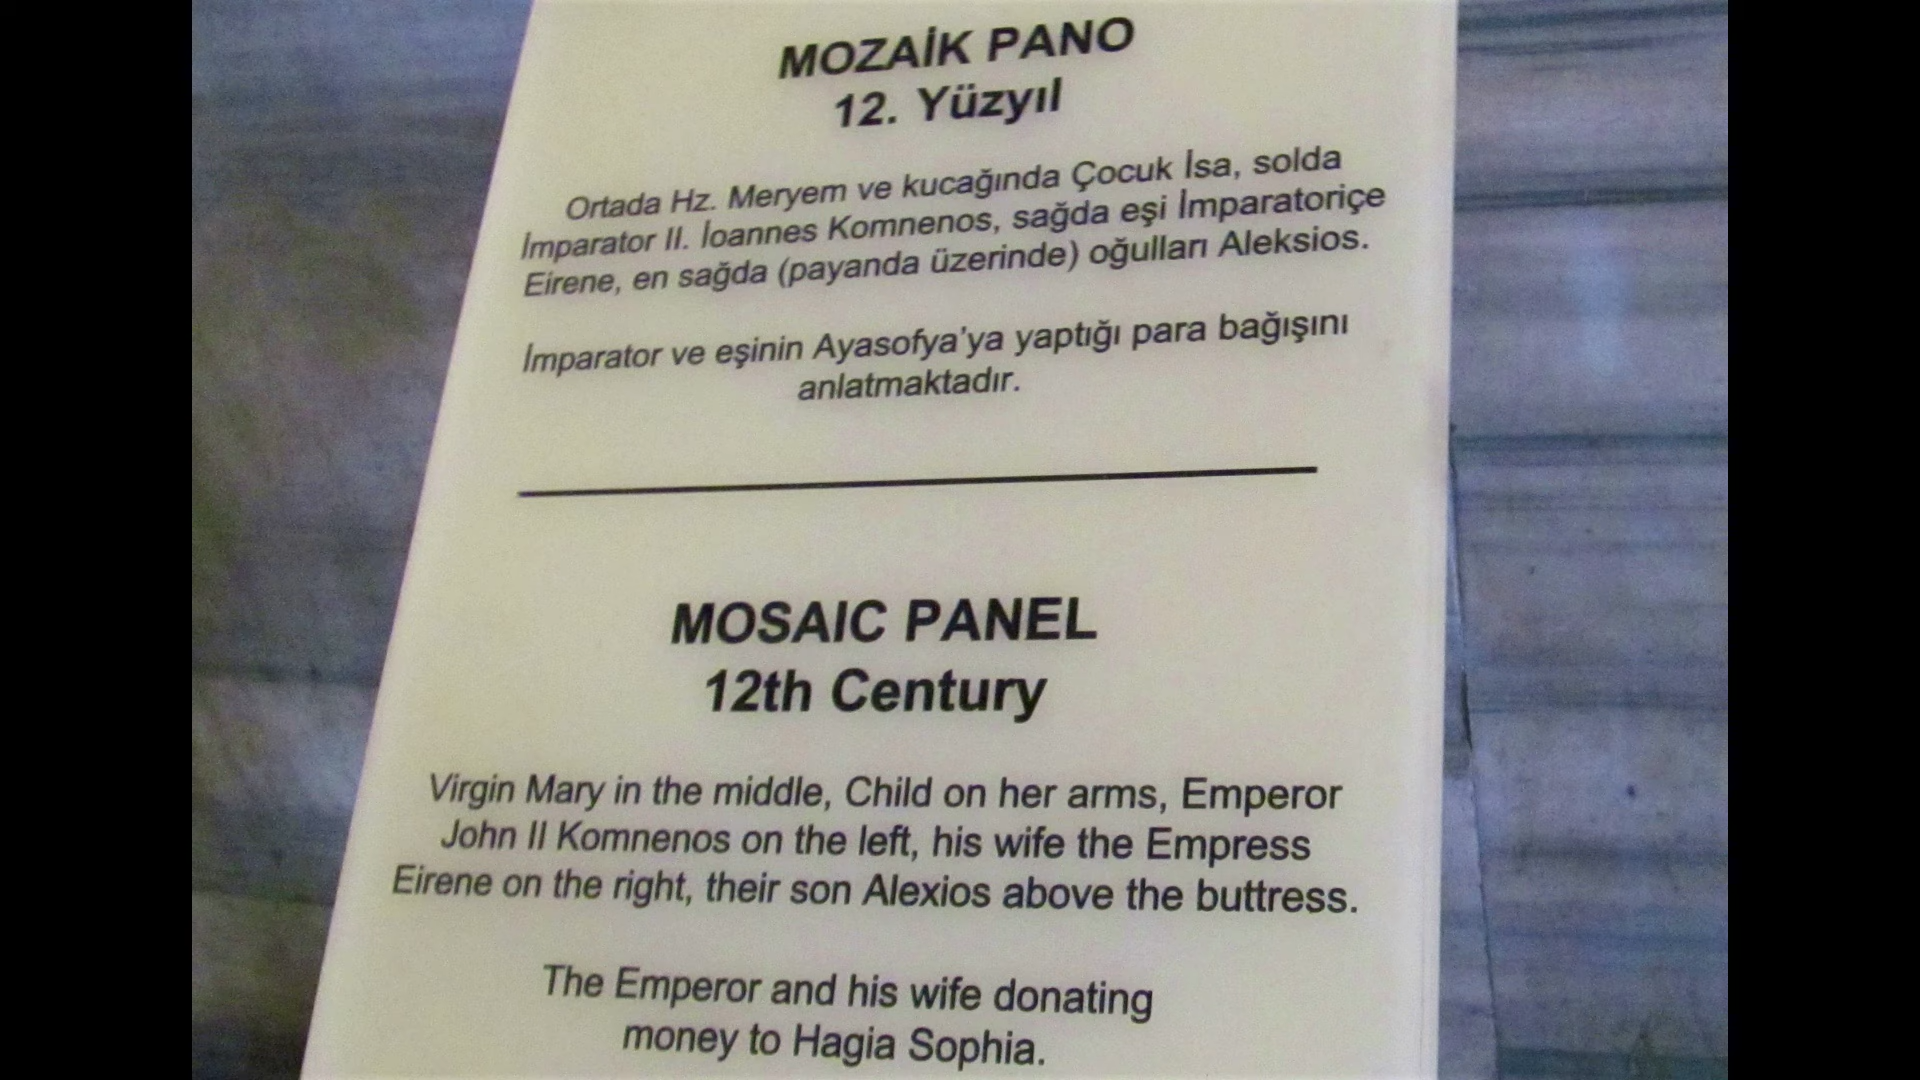 MOZAİK PANO
12. Yüzyıl
Ortada Hz. Meryem ve kucağında Çocuk İsa, solda
İmparator II. İoannes Komnenos, sağda eşi İmparatoriçe
Eirene, en sağda (payanda üzerinde) oğulları Aleksios.
İmparator ve eşinin Ayasofya'ya yaptığı para bağışını
anlatmaktadır.
MOSAIC PANEL
12th Century
Virgin Mary in the middle, Child on her arms, Emperor
John II Komnenos on the left, his wife the Empress
Eirene on the right, their son Alexios above the buttress.
The Emperor and his wife donating
money to Hagia Sophia.